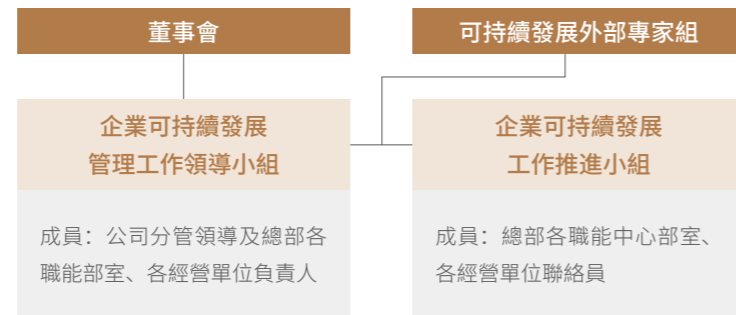 董事會
可持續發展外部專家組
企業可持續發展
管理工作領導小組
企業可持續發展
工作推進小組
成員：公司分管領導及總部各
職能部室、各經營單位負責人
成員：總部各職能中心部室、
各經營單位聯絡員